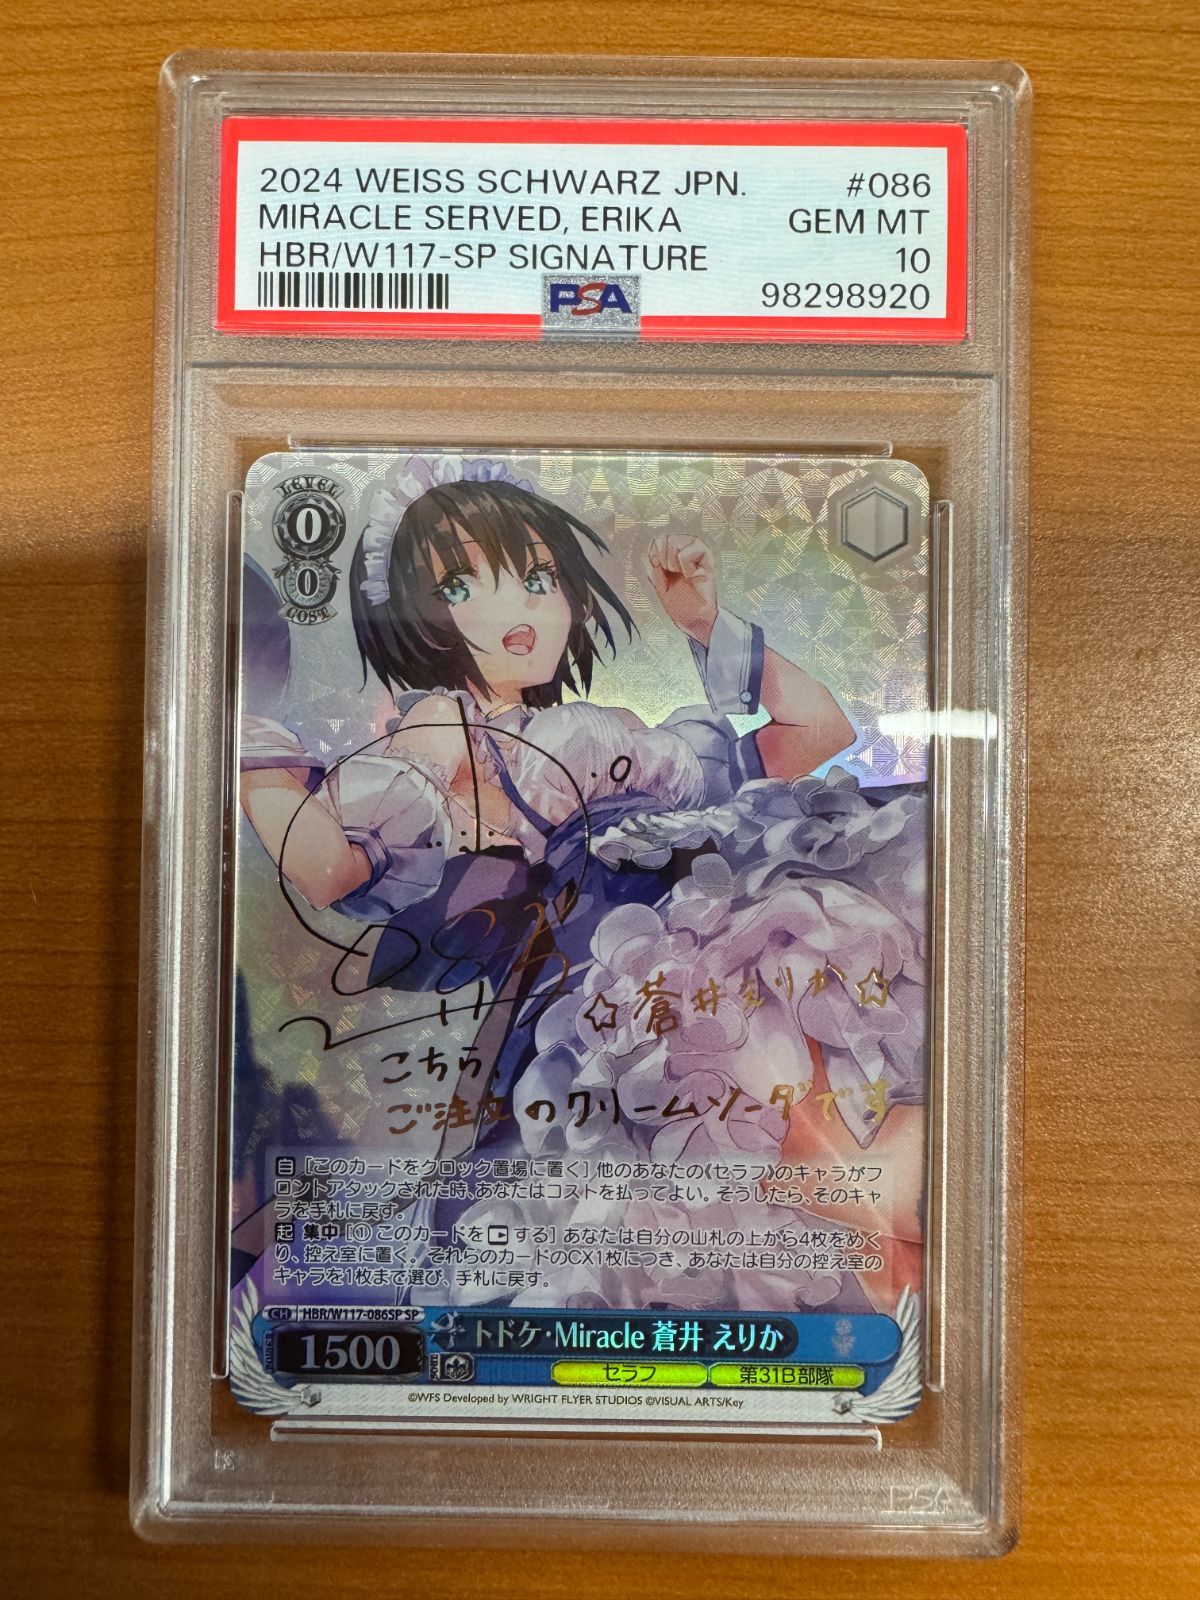 2024 WEISS SCHWARZ JPN. #086
MIRACLE SERVED, ERIKA GEM MT
HBR/W117-SP SIGNATURE 10
PSA 98298920
LEVEL
0
0
COST
☆蒼井えりか☆
こちら、
ご注文のクリームソーダです
自 [このカードをクロック置場に置く] 他のあなたの《セラフ》のキャラがフ
ロントアタックされた時、あなたはコストを払ってよい。そうしたら、そのキャ
ラを手札に戻す。
起 集中 [① このカードを する] あなたは自分の山札の上から4枚をめく
り、控え室に置く。それらのカードのCX1枚につき、あなたは自分の控え室の
キャラを1枚まで選び、手札に戻す。
CH HBR/W117-086SP SP
1500 トドケ・Miracle 蒼井 えりか
セラフ 第31B部隊
©WFS Developed by WRIGHT FLYER STUDIOS ©VISUAL ARTS/Key
PSA